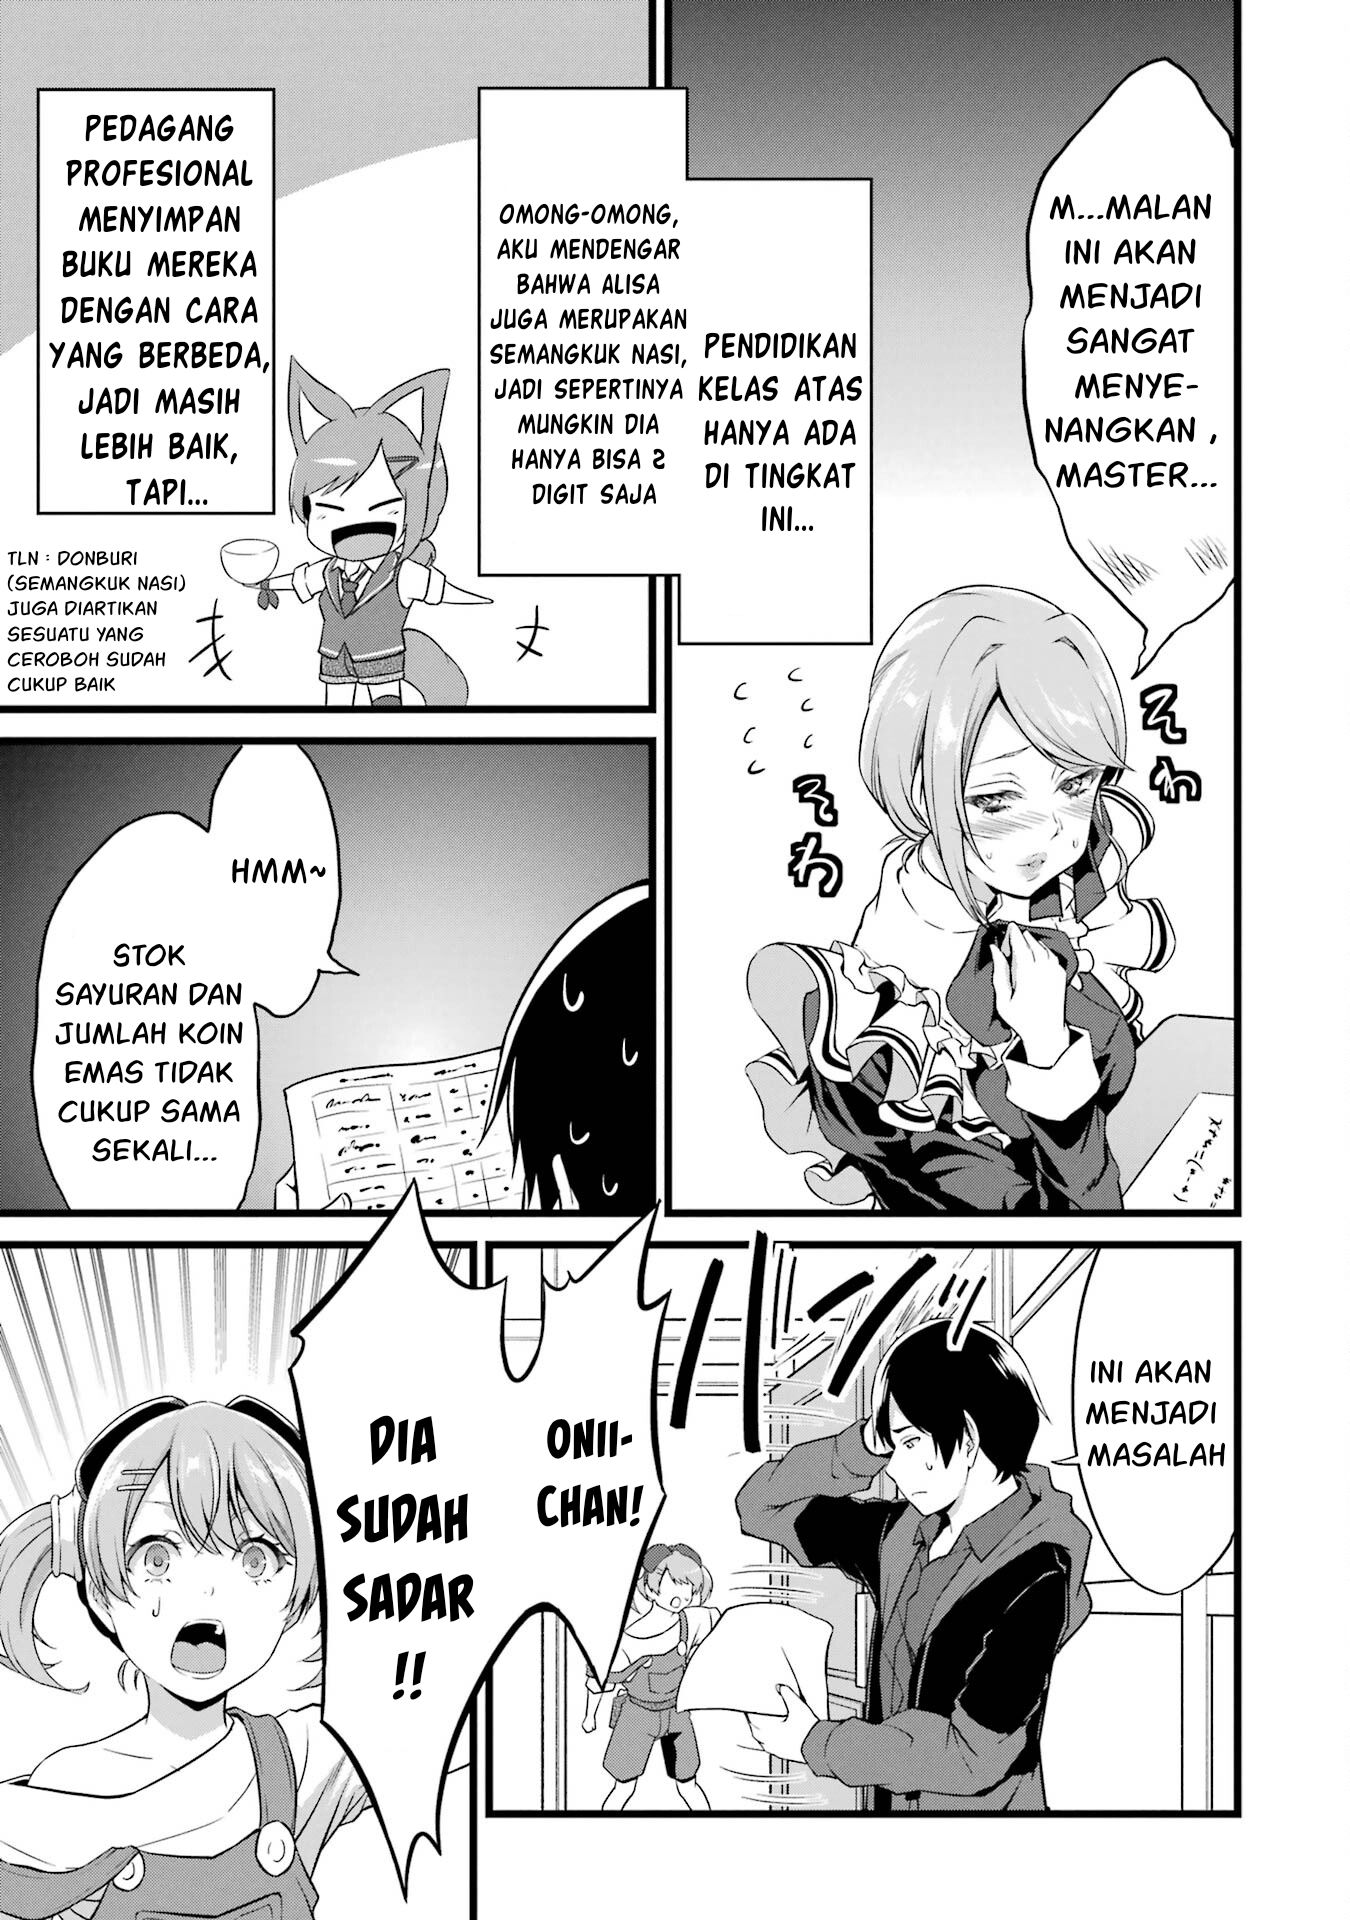 M...MALAN
INI AKAN
MENJADI
SANGAT
MENYE-
NANGKAN ,
MASTER...
そわ
そわ
PENDIDIKAN
KELAS ATAS
HANYA ADA
DI TINGKAT
INI...
OMONG-OMONG,
AKU MENDENGAR
BAHWA ALISA
JUGA MERUPAKAN
SEMANGKUK NASI,
JADI SEPERTINYA
MUNGKIN DIA
HANYA BISA 2
DIGIT SAJA
PEDAGANG
PROFESIONAL
MENYIMPAN
BUKU MEREKA
DENGAN CARA
YANG BERBEDA,
JADI MASIH
LEBIH BAIK,
TAPI...
TLN : DONBURI
(SEMANGKUK NASI)
JUGA DIARTIKAN
SESUATU YANG
CEROBOH SUDAH
CUKUP BAIK
HMM~
STOK
SAYURAN DAN
JUMLAH KOIN
EMAS TIDAK
CUKUP SAMA
SEKALI...
INI AKAN
MENJADI
MASALAH
ONII-
CHAN!
DIA
SUDAH
SADAR
!!